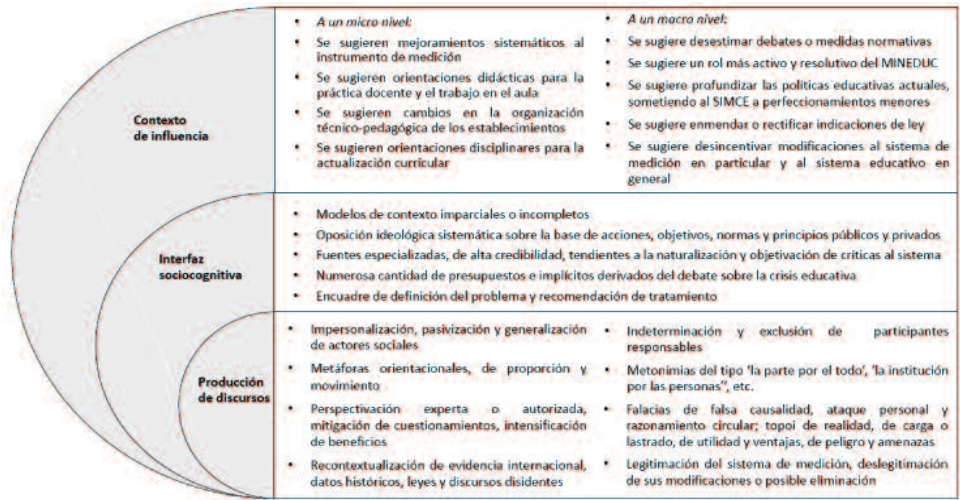 Contexto
de influencia
• A un micro nivel:
• Se sugieren mejoramientos sistemáticos al
instrumento de medición
• Se sugieren orientaciones didácticas para la
práctica docente y el trabajo en el aula
• Se sugieren cambios en la organización
técnico-pedagógica de los establecimientos
• Se sugieren orientaciones disciplinares para la
actualización curricular
• A un macro nivel:
• Se sugiere desestimar debates o medidas normativas
• Se sugiere un rol más activo y resolutivo del MINEDUC
• Se sugiere profundizar las políticas educativas actuales,
sometiendo al SIMCE a perfeccionamientos menores
• Se sugiere enmendar o rectificar indicaciones de ley
• Se sugiere desincentivar modificaciones al sistema de
medición en particular y al sistema educativo en
general
Interfaz
sociocognitiva
• Modelos de contexto imparciales o incompletos
• Oposición ideológica sistemática sobre la base de acciones, objetivos, normas y principios públicos y privados
• Fuentes especializadas, de alta credibilidad, tendientes a la naturalización y objetivación de críticas al sistema
• Numerosa cantidad de presupuestos e implícitos derivados del debate sobre la crisis educativa
• Encuadre de definición del problema y recomendación de tratamiento
Producción
de discursos
• Impersonalización, pasivización y generalización
de actores sociales
• Metáforas orientacionales, de proporción y
movimiento
• Perspectivación experta o autorizada,
mitigación de cuestionamientos, intensificación
de beneficios
• Recontextualización de evidencia internacional,
datos históricos, leyes y discursos disidentes
• Indeterminación y exclusión de participantes
responsables
• Metonimias del tipo ‘la parte por el todo’, ‘la institución
por las personas”, etc.
• Falacias de falsa causalidad, ataque personal y
razonamiento circular; topoi de realidad, de carga o
lastrado, de utilidad y ventajas, de peligro y amenazas
• Legitimación del sistema de medición, deslegitimación
de sus modificaciones o posible eliminación